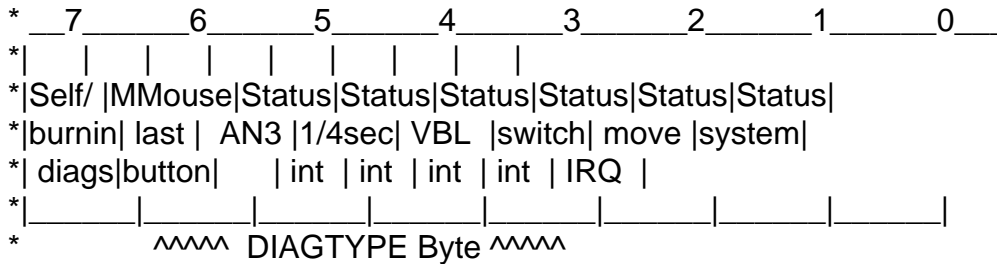 * __7______6______5______4______3______2______1______0___
*|      |      |      |      |      |      |      |      |
*|Self/ |MMouse|Status|Status|Status|Status|Status|Status|
*|burnin| last |  AN3 |1/4sec| VBL  |switch| move |system|
*| diags|button|      | int  | int  | int  | int  | IRQ  |
*|______|______|______|______|______|______|______|______|
*        ^^^^^  DIAGTYPE Byte ^^^^^